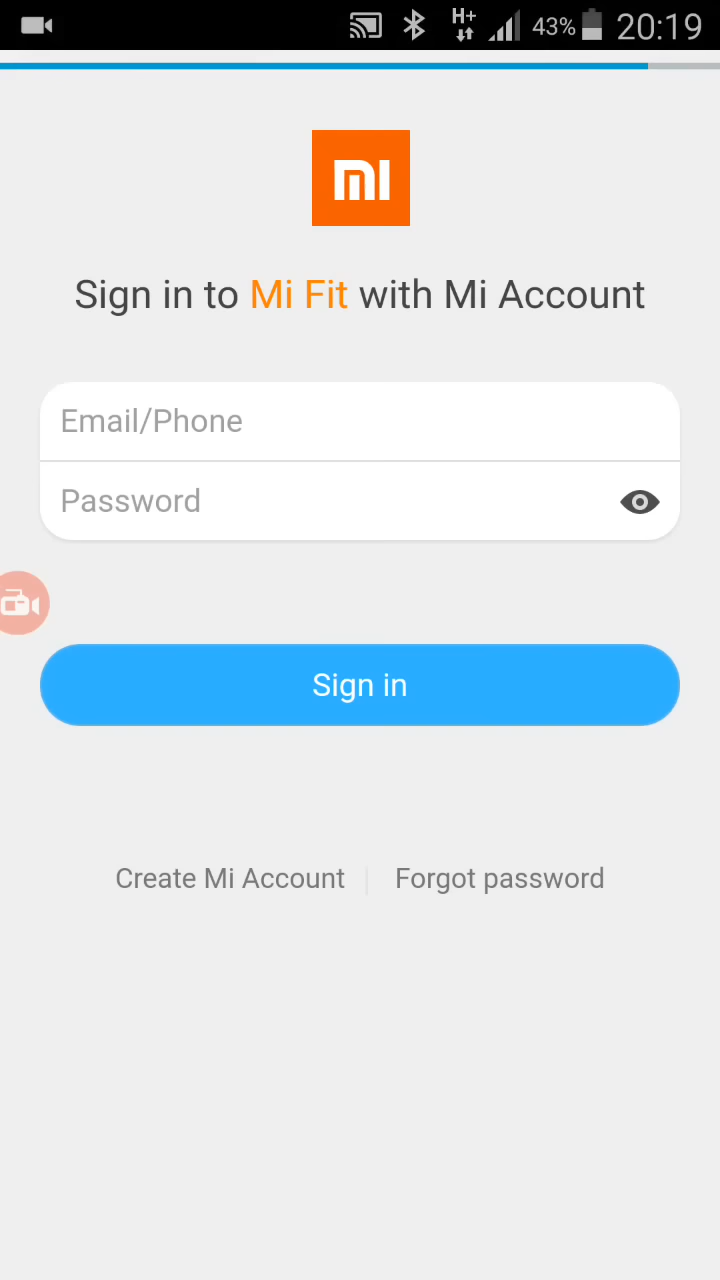 H+ 43% 20:19
mi
Sign in to Mi Fit with Mi Account
Email/Phone
Password
Sign in
Create Mi Account | Forgot password